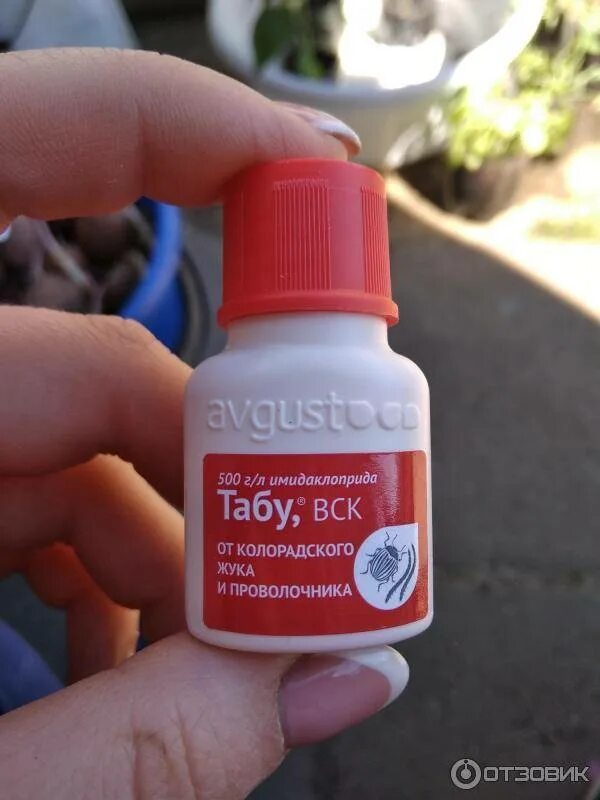 avgust
500 г/л имидаклоприда
Табу,® ВСК
ОТ КОЛОРАДСКОГО
ЖУКА
И ПРОВОЛОЧНИКА
ОТЗОВИК